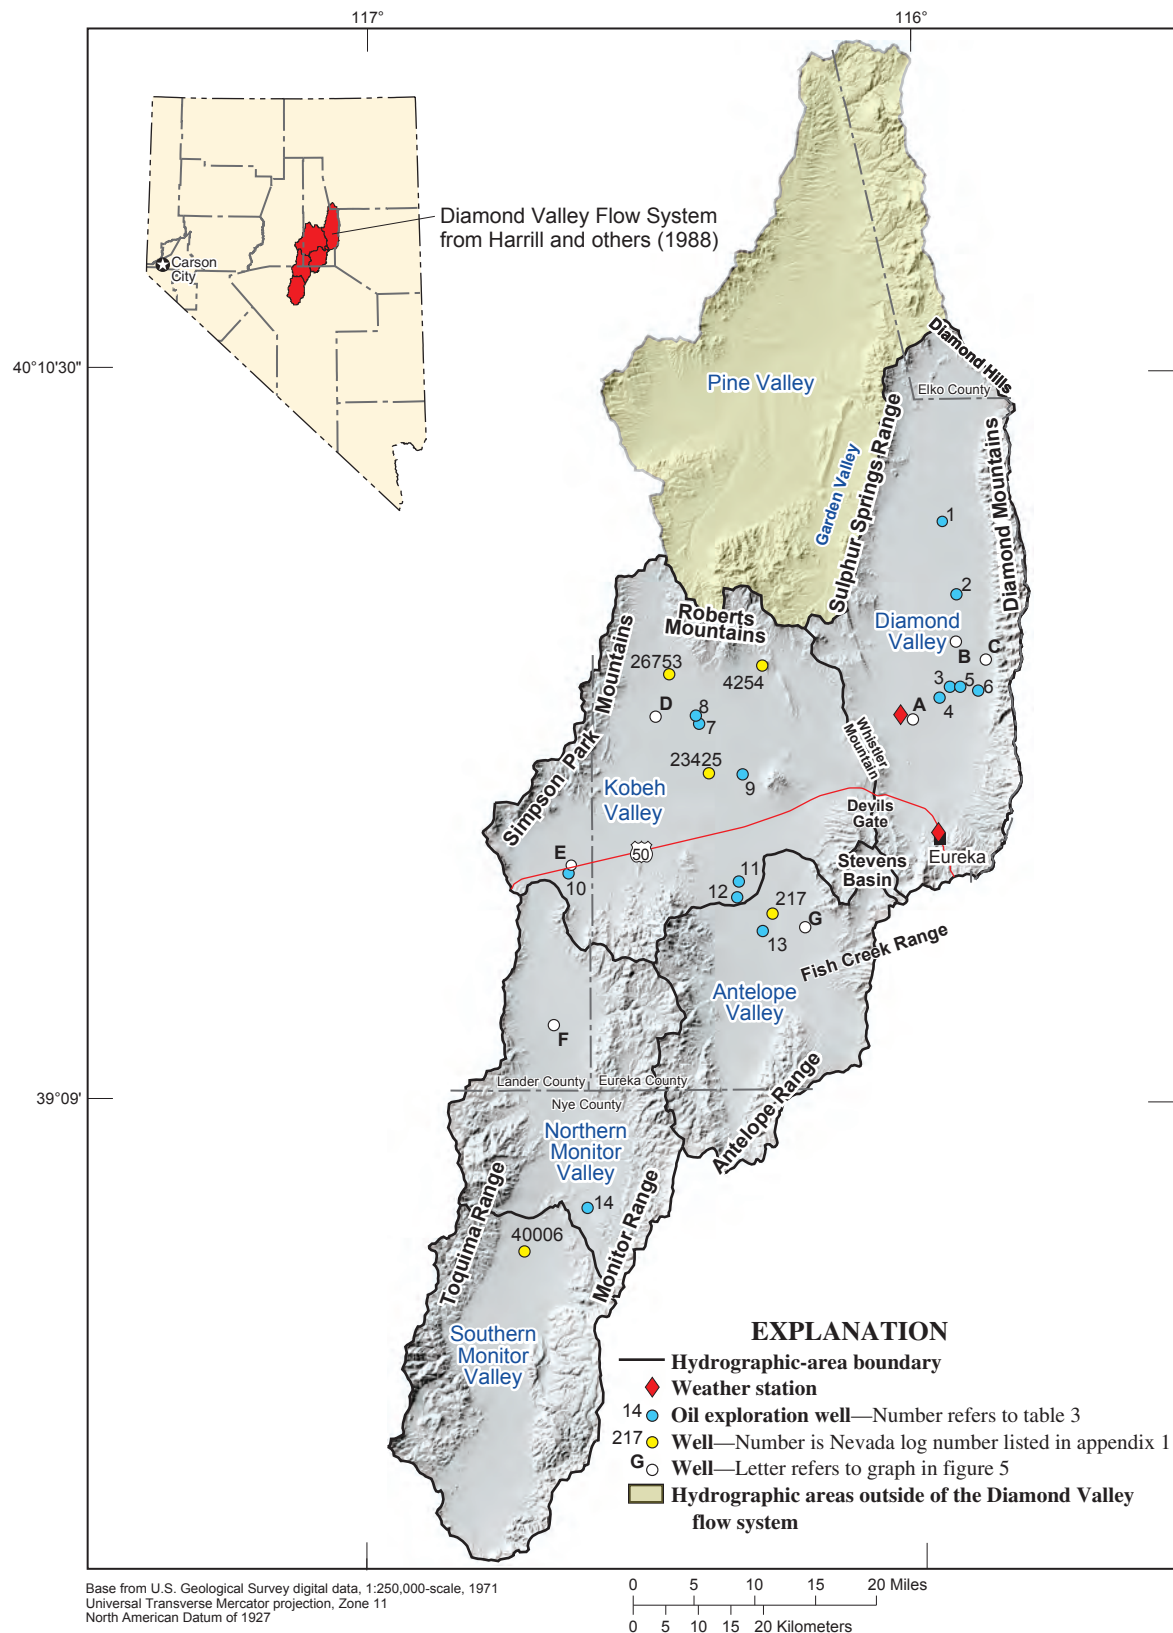 117°
116°
Diamond Valley Flow System
from Harrill and others (1988)
Carson
City
40°10'30"
39°09'
Diamond Hills
Elko County
Pine Valley
Garden Valley
Sulphur Springs Range
Diamond Mountains
1
2
Diamond
Valley
B
C
3
5
6
4
A
Roberts
Mountains
26753
4254
Simpson Park Mountains
D
8
7
23425
9
Whistler
Mountain
Kobeh
Valley
Devils
Gate
50
Eureka
Stevens
Basin
E
10
11
12
217
G
13
Fish Creek Range
Antelope
Valley
F
Lander County
Eureka County
Nye County
Antelope Range
Northern
Monitor
Valley
14
Toquima Range
Monitor Range
40006
Southern
Monitor
Valley
EXPLANATION
Hydrographic-area boundary
Weather station
14 Oil exploration well—Number refers to table 3
217 Well—Number is Nevada log number listed in appendix 1
G Well—Letter refers to graph in figure 5
Hydrographic areas outside of the Diamond Valley
flow system
Base from U.S. Geological Survey digital data, 1:250,000-scale, 1971
Universal Transverse Mercator projection, Zone 11
North American Datum of 1927
0 5 10 15 20 Miles
0 5 10 15 20 Kilometers